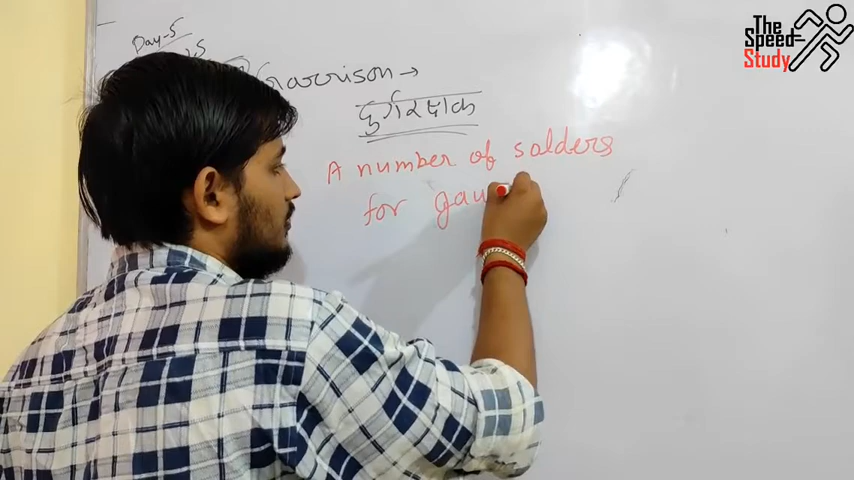 The
Speed
Study
Day-5
Garrison →
दुर्गरक्षक
A number of solders
for gau